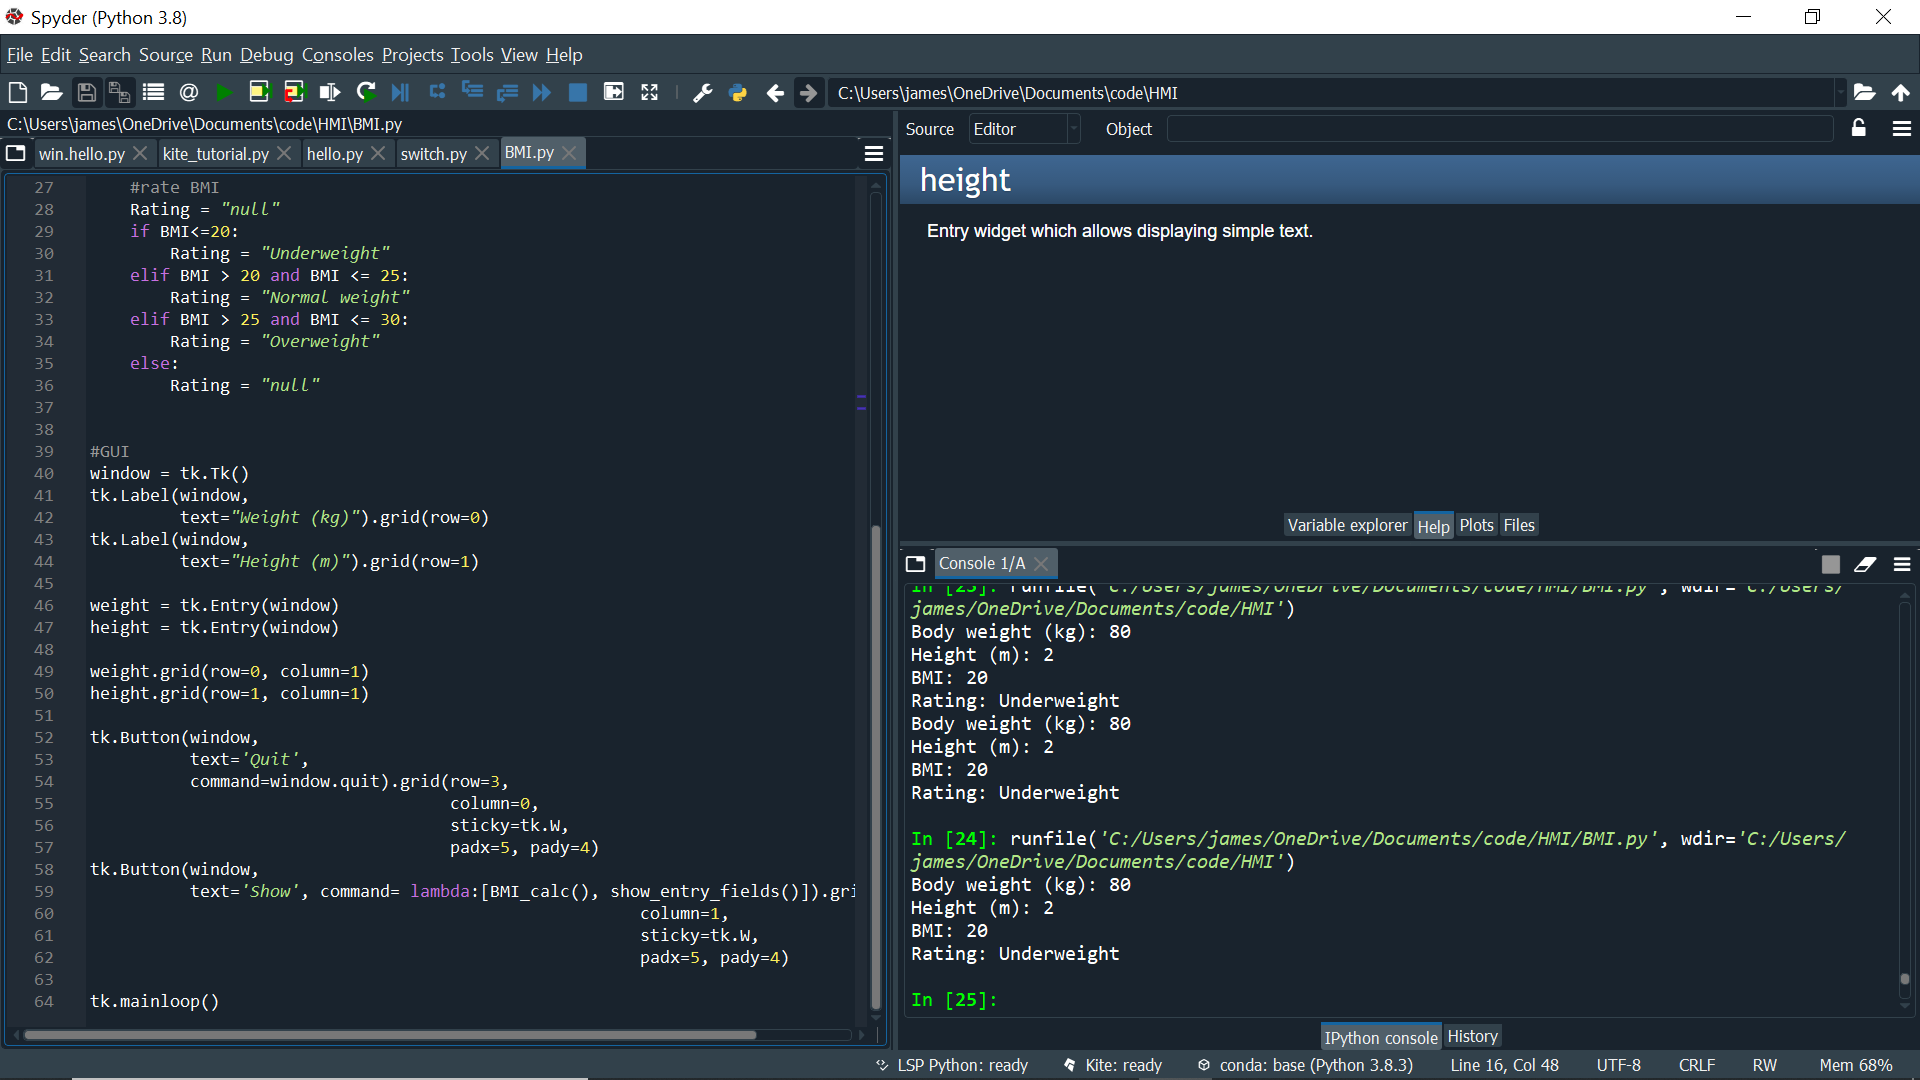 Spyder (Python 3.8)
File Edit Search Source Run Debug Consoles Projects Tools View Help
C:\Users\james\OneDrive\Documents\code\HMI
C:\Users\james\OneDrive\Documents\code\HMI\BMI.py
win.hello.py kite_tutorial.py hello.py switch.py BMI.py
27 #rate BMI
28 Rating = "null"
29 if BMI<=20:
30 Rating = "Underweight"
31 elif BMI > 20 and BMI <= 25:
32 Rating = "Normal weight"
33 elif BMI > 25 and BMI <= 30:
34 Rating = "Overweight"
35 else:
36 Rating = "null"
37
38
39 #GUI
40 window = tk.Tk()
41 tk.Label(window,
42 text="Weight (kg)").grid(row=0)
43 tk.Label(window,
44 text="Height (m)").grid(row=1)
45
46 weight = tk.Entry(window)
47 height = tk.Entry(window)
48
49 weight.grid(row=0, column=1)
50 height.grid(row=1, column=1)
51
52 tk.Button(window,
53 text='Quit',
54 command=window.quit).grid(row=3,
55 column=0,
56 sticky=tk.W,
57 padx=5, pady=4)
58 tk.Button(window,
59 text='Show', command= lambda:[BMI_calc(), show_entry_fields()]).gri
60 column=1,
61 sticky=tk.W,
62 padx=5, pady=4)
63
64 tk.mainloop()
Source Editor Object
height
Entry widget which allows displaying simple text.
Variable explorer Help Plots Files
Console 1/A
In [23]: runfile('C:/Users/james/OneDrive/Documents/code/HMI/BMI.py', wdir='C:/Users/
james/OneDrive/Documents/code/HMI')
Body weight (kg): 80
Height (m): 2
BMI: 20
Rating: Underweight
Body weight (kg): 80
Height (m): 2
BMI: 20
Rating: Underweight
In [24]: runfile('C:/Users/james/OneDrive/Documents/code/HMI/BMI.py', wdir='C:/Users/
james/OneDrive/Documents/code/HMI')
Body weight (kg): 80
Height (m): 2
BMI: 20
Rating: Underweight
In [25]:
IPython console History
LSP Python: ready Kite: ready conda: base (Python 3.8.3) Line 16, Col 48 UTF-8 CRLF RW Mem 68%